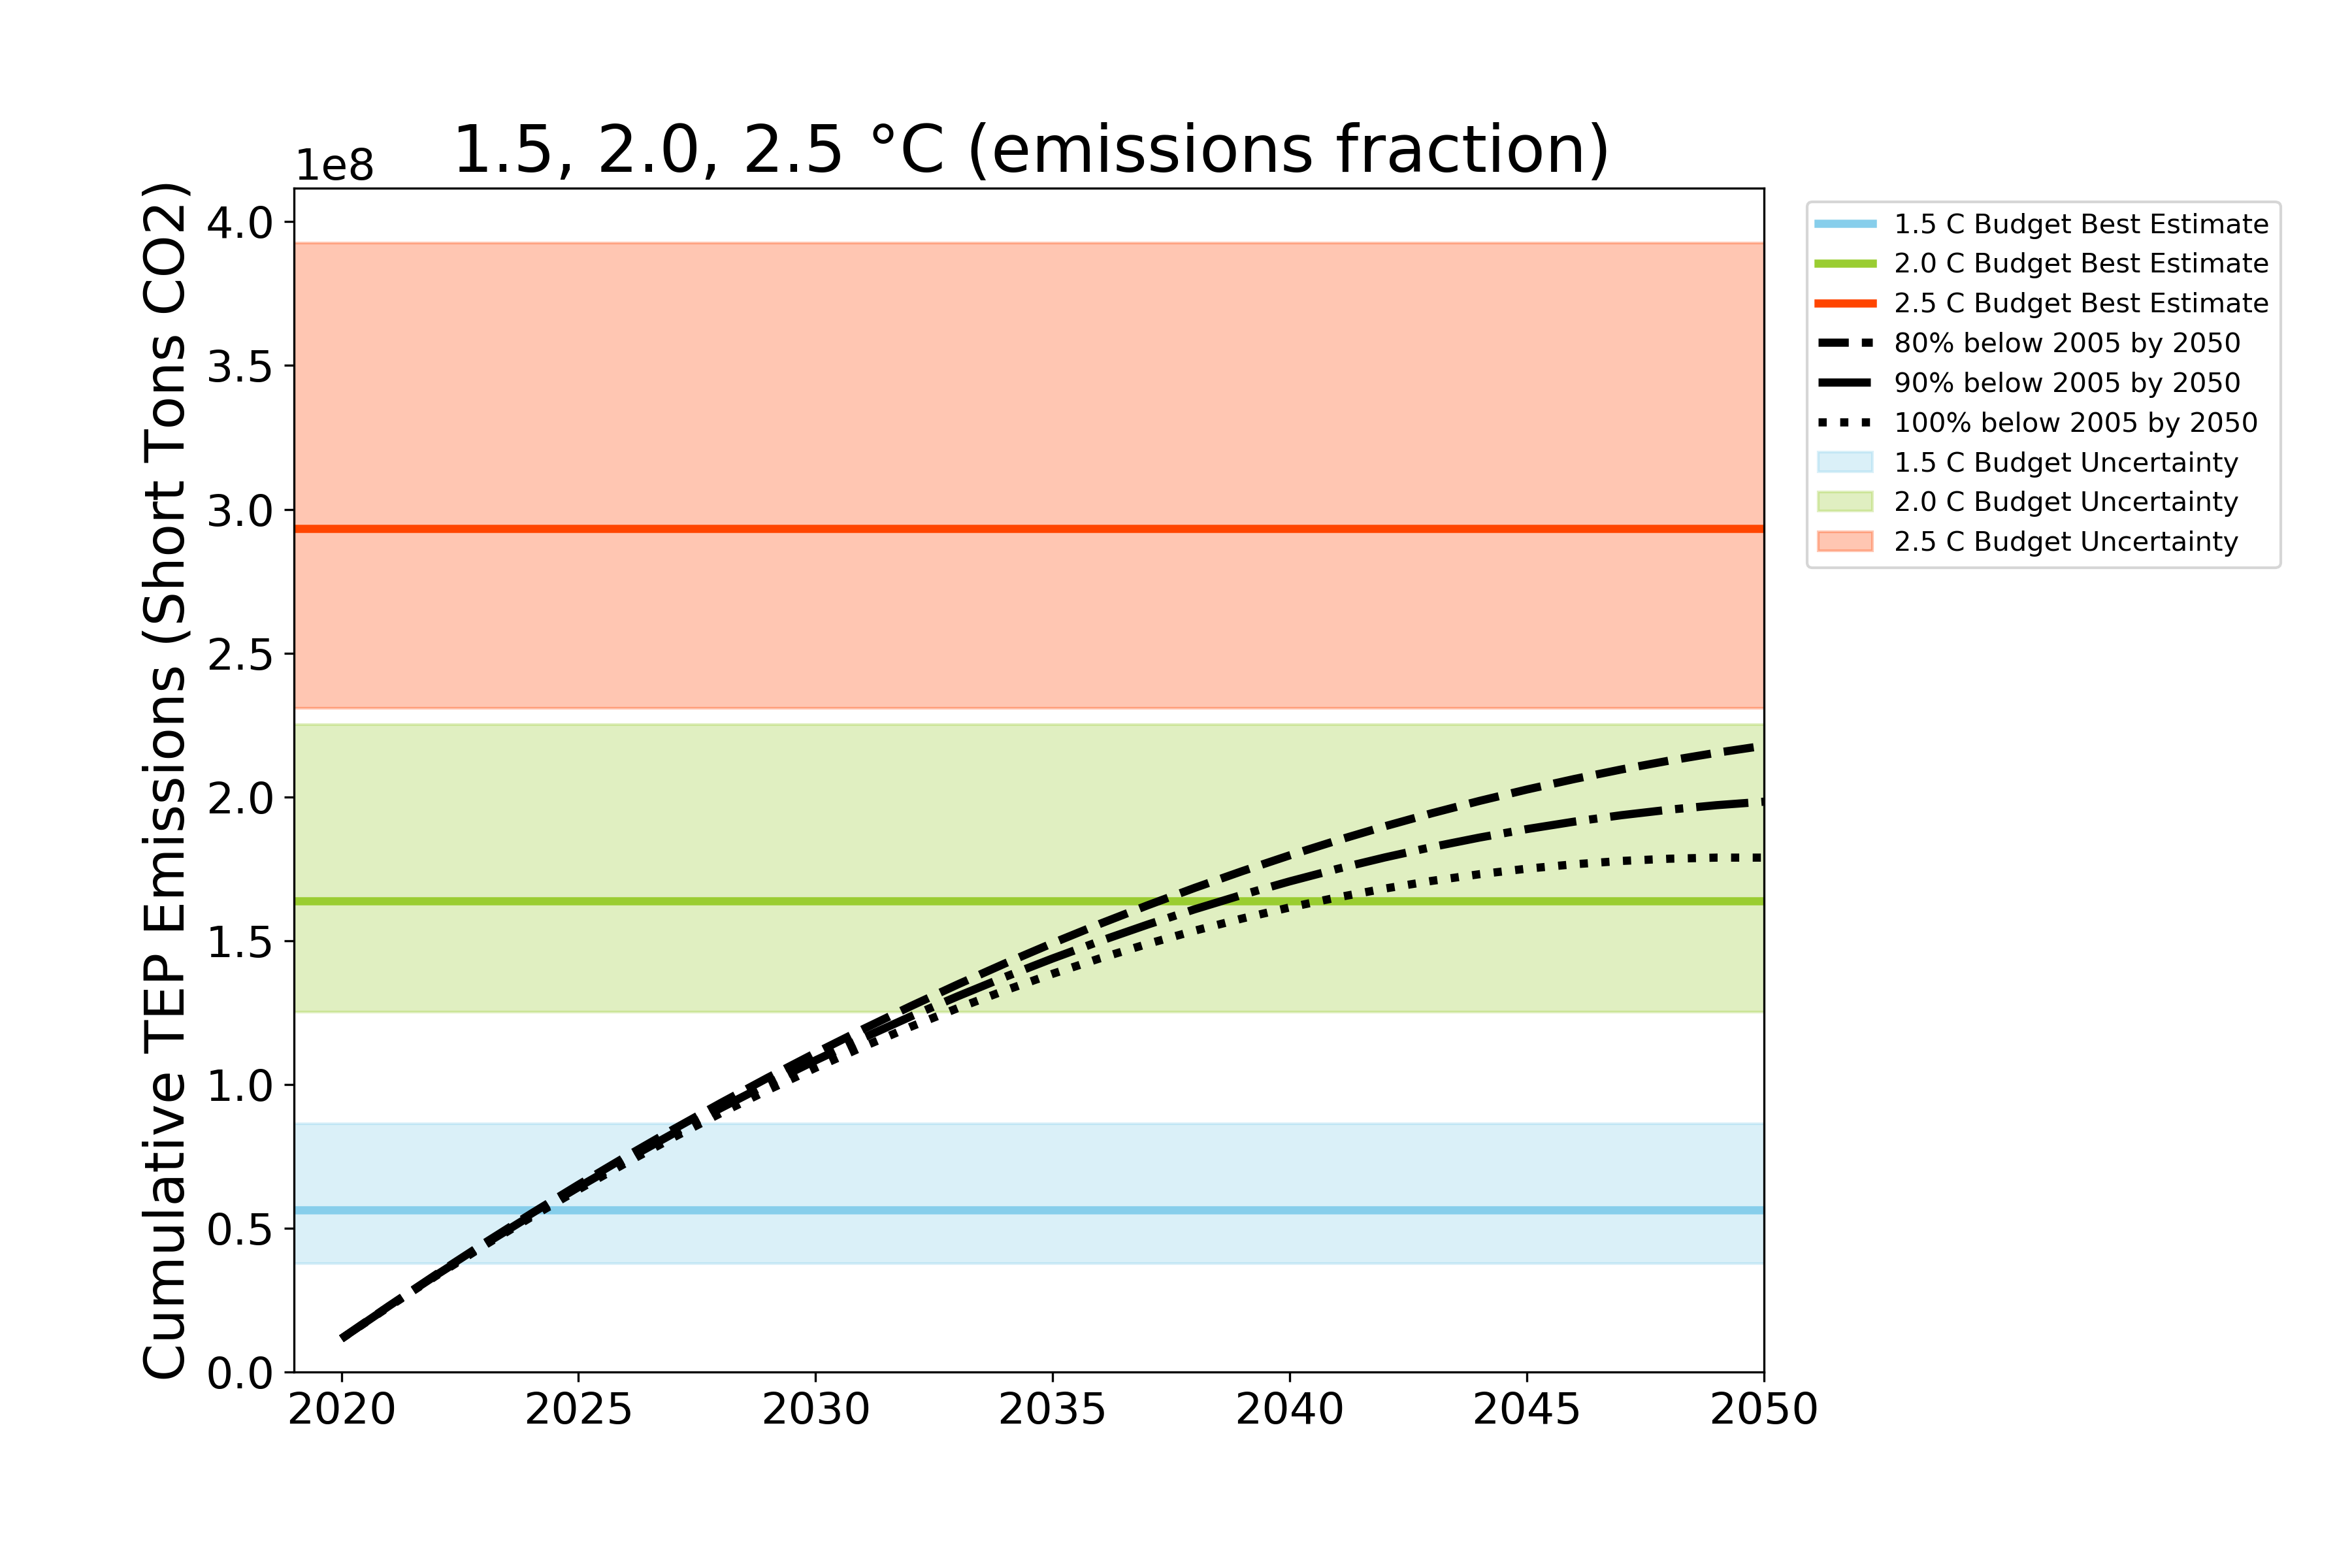 1.5, 2.0, 2.5 °C (emissions fraction)
1e8
Cumulative TEP Emissions (Short Tons CO2)
4.0
3.5
3.0
2.5
2.0
1.5
1.0
0.5
0.0
2020 2025 2030 2035 2040 2045 2050
1.5 C Budget Best Estimate
2.0 C Budget Best Estimate
2.5 C Budget Best Estimate
80% below 2005 by 2050
90% below 2005 by 2050
100% below 2005 by 2050
1.5 C Budget Uncertainty
2.0 C Budget Uncertainty
2.5 C Budget Uncertainty